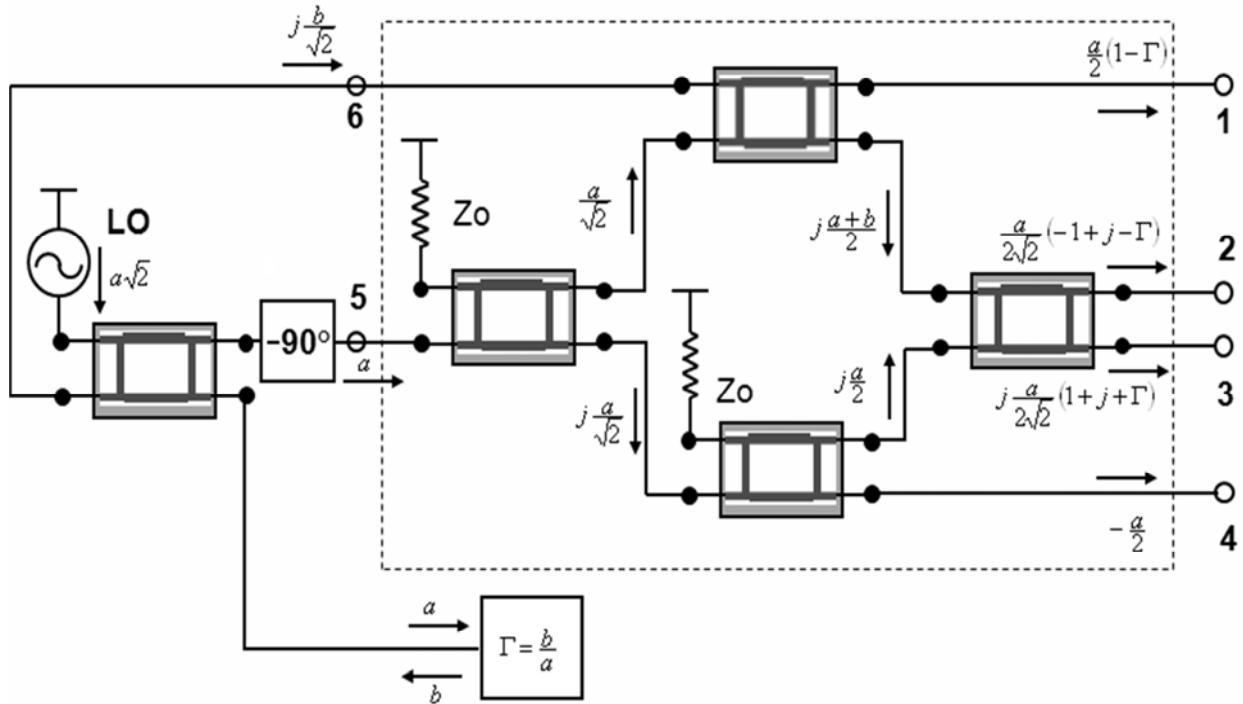 j b/√2
a/2 (1−Γ)
6
1
LO
Zo
a/√2
j (a+b)/2
a/(2√2) (−1+j−Γ)
2
a√2
5
−90°
a
3
Zo
j a/2
j a/(2√2) (1+j+Γ)
j a/√2
−a/2
4
a
Γ = b/a
b